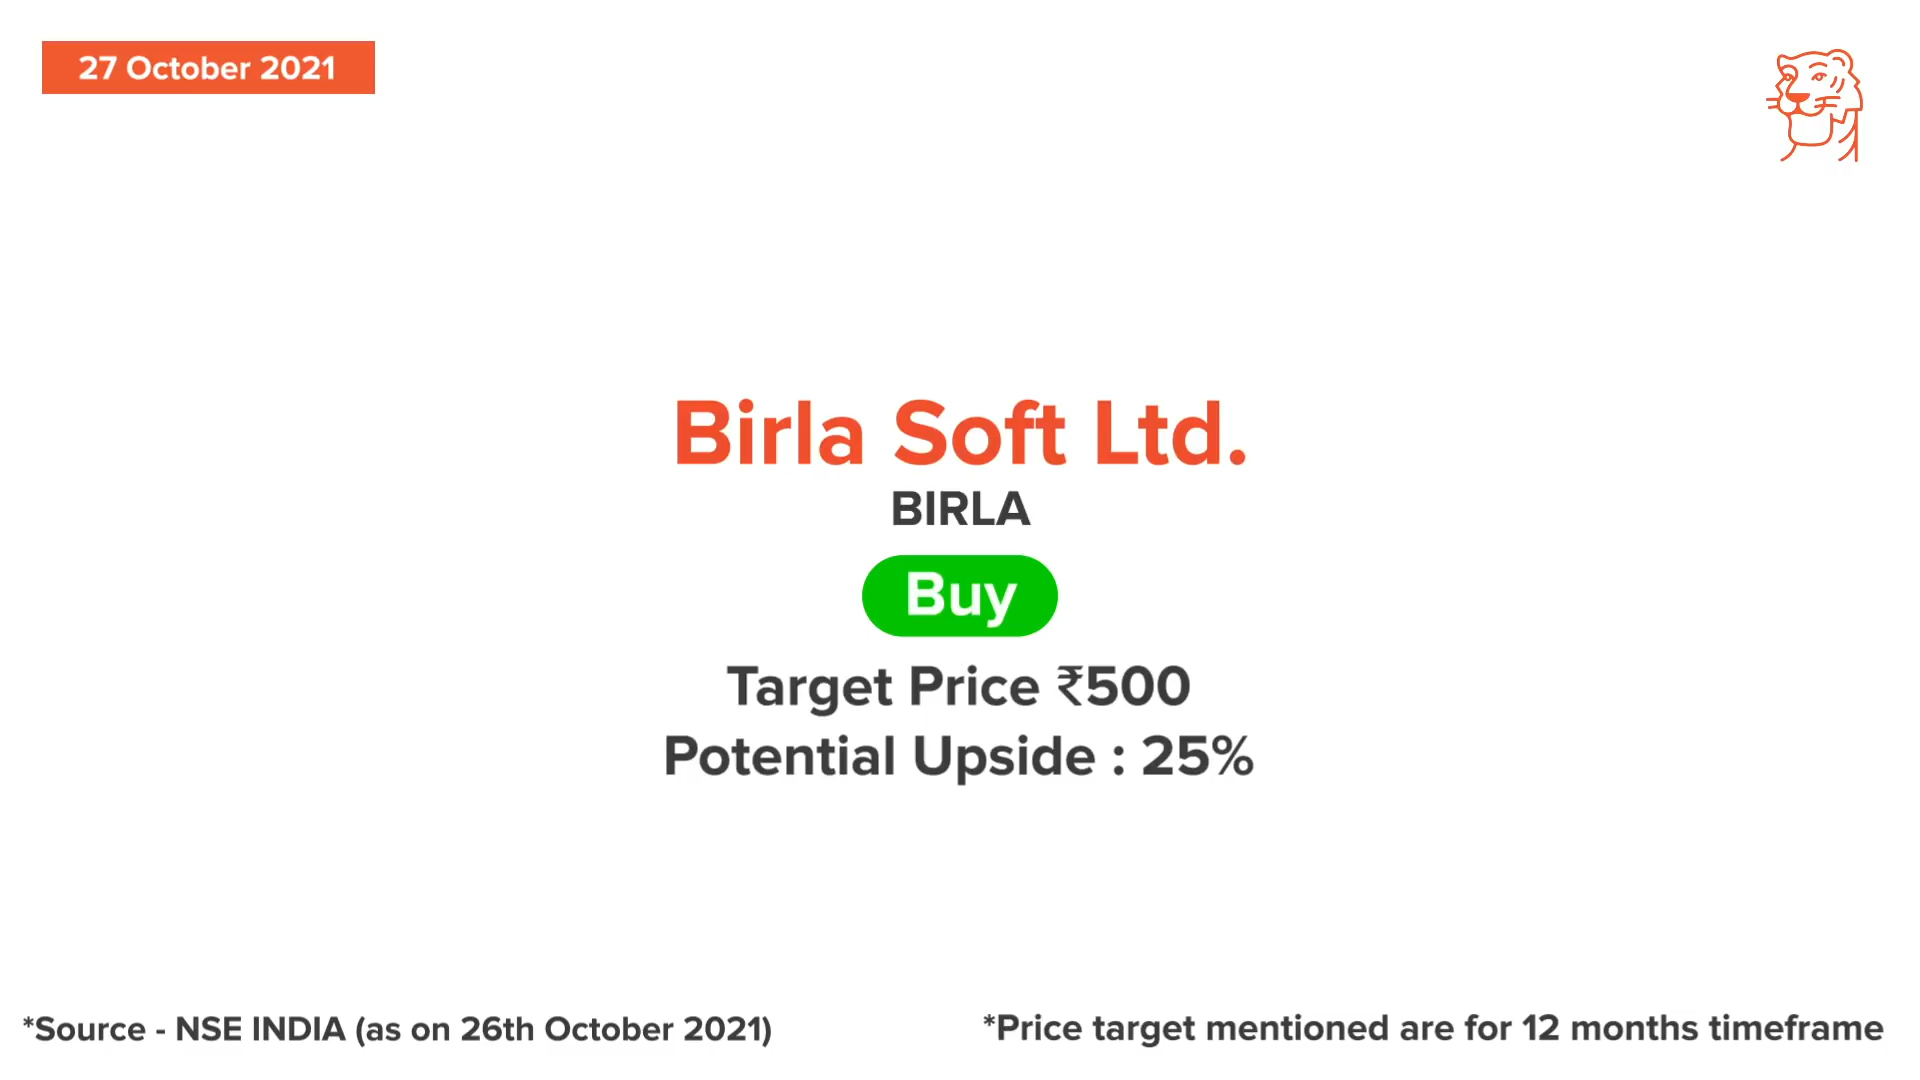 27 October 2021
Birla Soft Ltd.
BIRLA
Buy
Target Price ₹500
Potential Upside : 25%
*Source - NSE INDIA (as on 26th October 2021)
*Price target mentioned are for 12 months timeframe